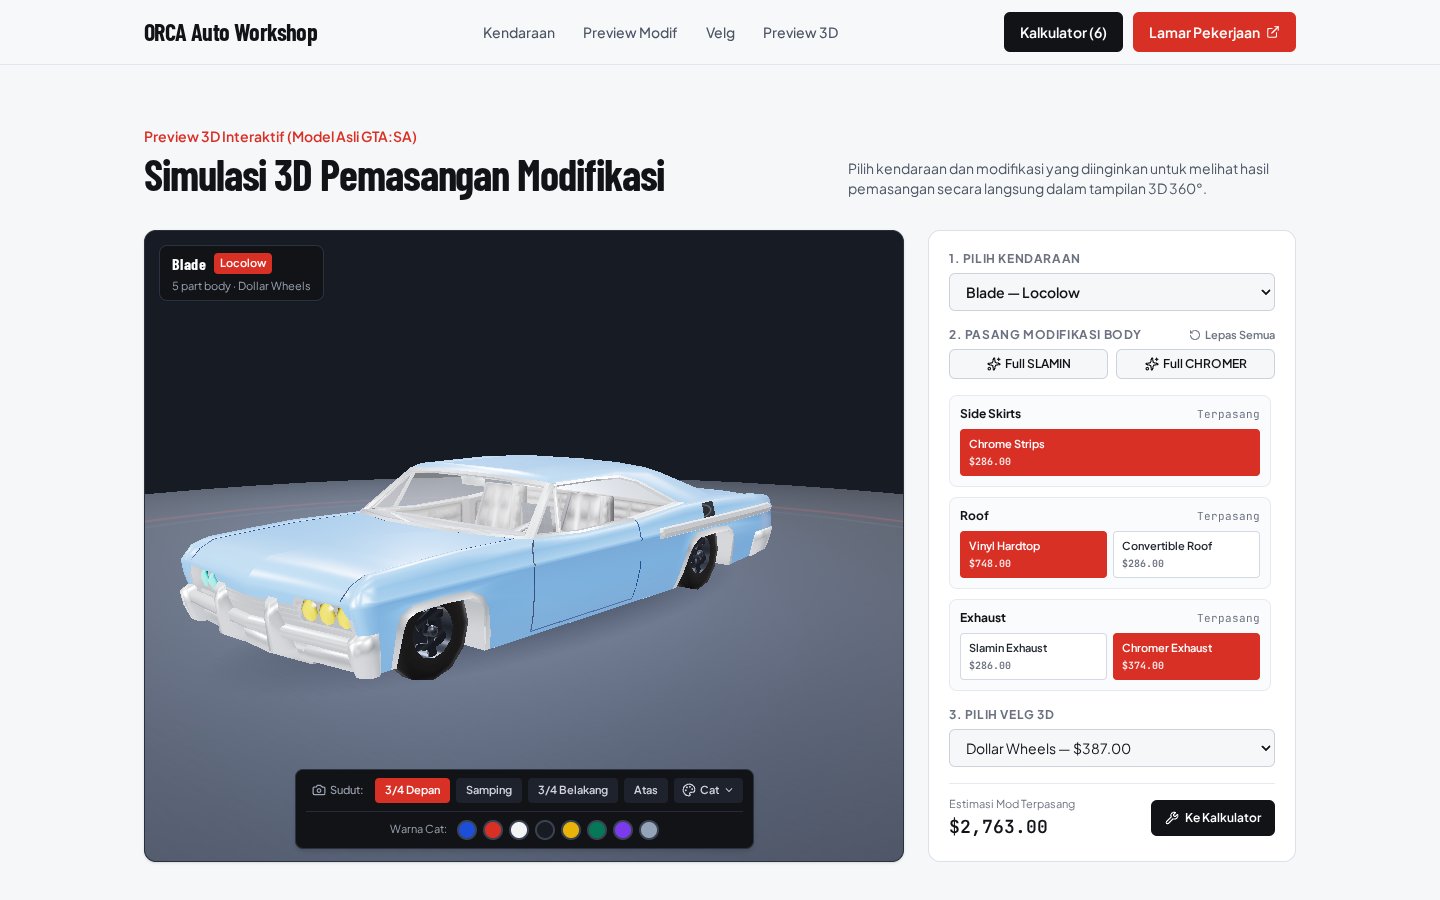 ORCA Auto Workshop
Kendaraan
Preview Modif
Velg
Preview 3D
Kalkulator (6)
Lamar Pekerjaan
Preview 3D Interaktif (Model Asli GTA:SA)
Simulasi 3D Pemasangan Modifikasi
Pilih kendaraan dan modifikasi yang diinginkan untuk melihat hasil
pemasangan secara langsung dalam tampilan 3D 360°.
Blade Locolow
5 part body · Dollar Wheels
Sudut:
3/4 Depan
Samping
3/4 Belakang
Atas
Cat
Warna Cat:
1. PILIH KENDARAAN
Blade — Locolow
2. PASANG MODIFIKASI BODY
Lepas Semua
Full SLAMIN
Full CHROMER
Side Skirts
Terpasang
Chrome Strips
$286.00
Roof
Terpasang
Vinyl Hardtop
$748.00
Convertible Roof
$286.00
Exhaust
Terpasang
Slamin Exhaust
$286.00
Chromer Exhaust
$374.00
3. PILIH VELG 3D
Dollar Wheels — $387.00
Estimasi Mod Terpasang
$2,763.00
Ke Kalkulator